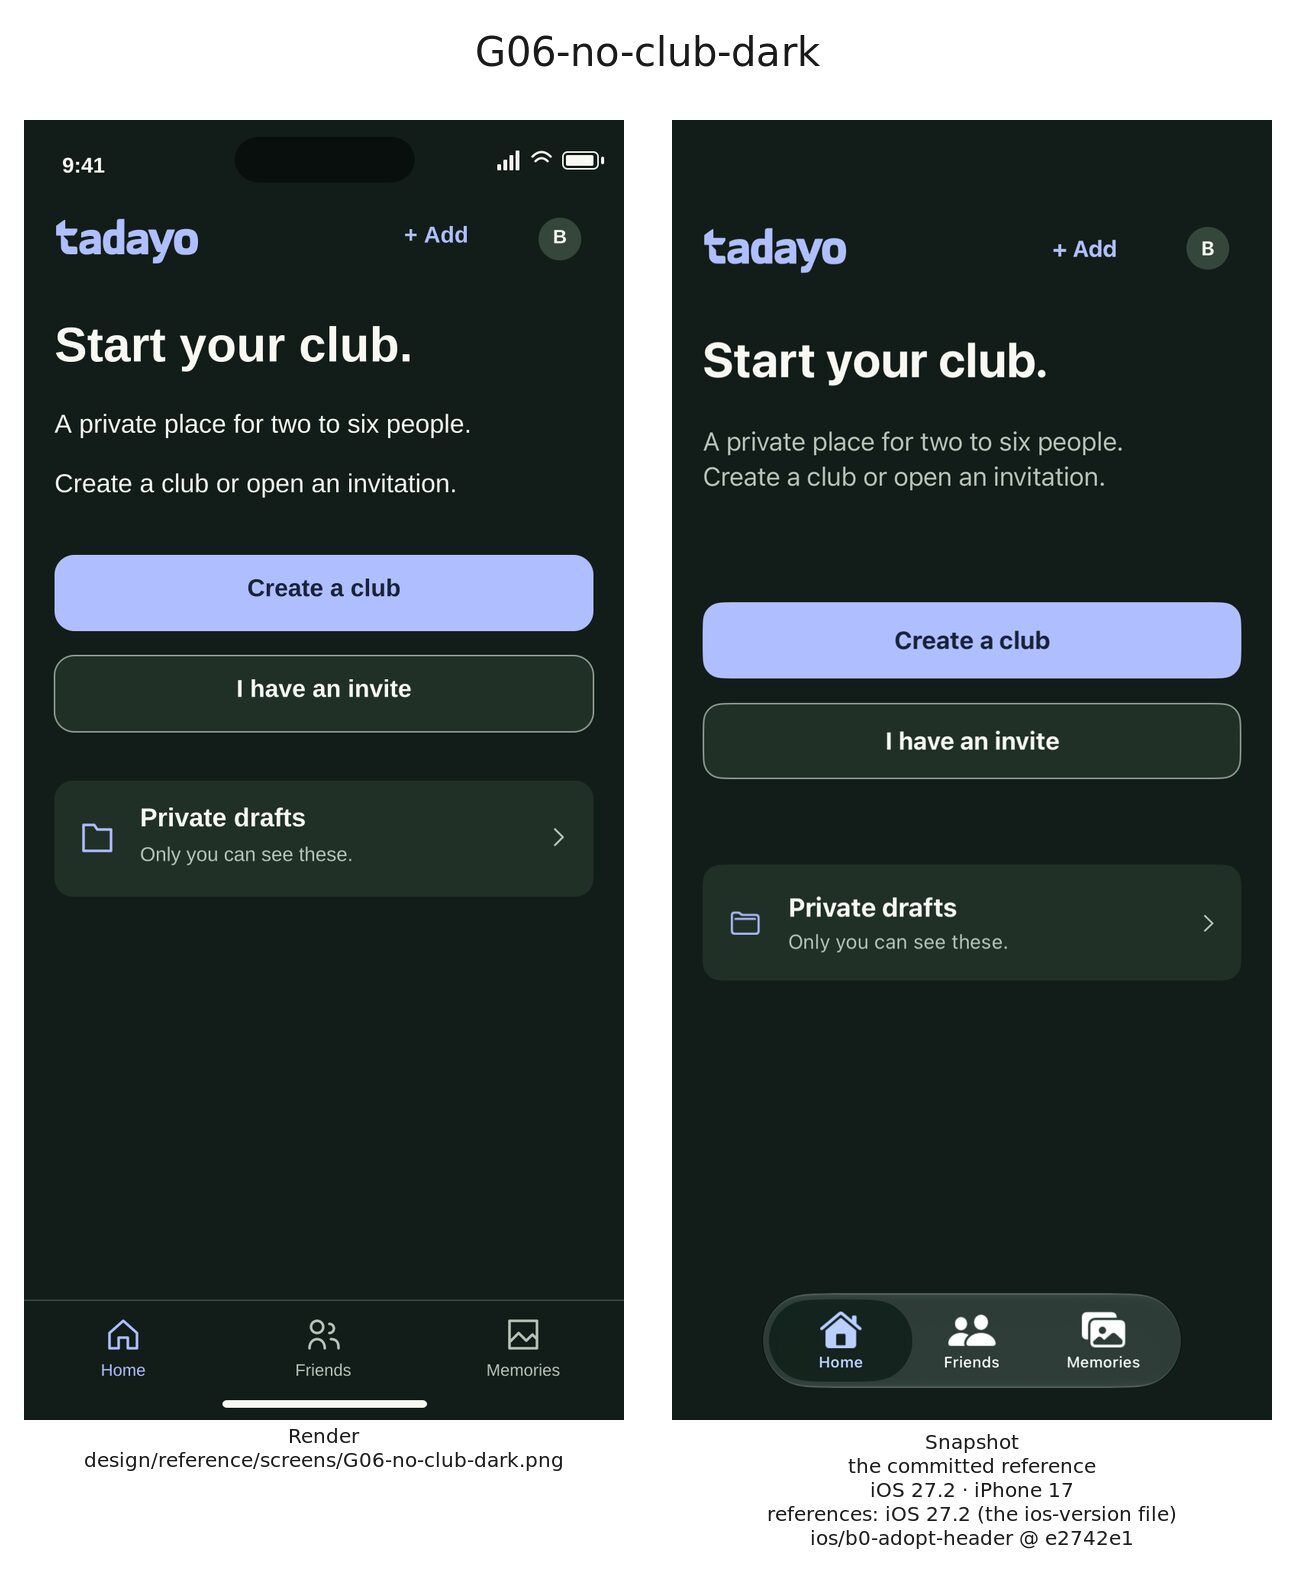 G06-no-club-dark
9:41
tadayo
+ Add
B
Start your club.
A private place for two to six people.
Create a club or open an invitation.
Create a club
I have an invite
Private drafts
Only you can see these.
Home
Friends
Memories
Render
design/reference/screens/G06-no-club-dark.png
tadayo
+ Add
B
Start your club.
A private place for two to six people.
Create a club or open an invitation.
Create a club
I have an invite
Private drafts
Only you can see these.
Home
Friends
Memories
Snapshot
the committed reference
iOS 27.2 · iPhone 17
references: iOS 27.2 (the ios-version file)
ios/b0-adopt-header @ e2742e1